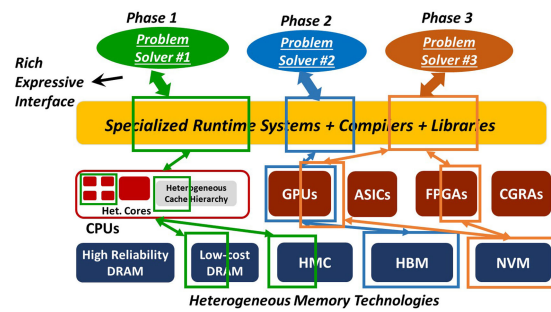 Phase 1
Phase 2
Phase 3
Problem
Solver #1
Problem
Solver #2
Problem
Solver #3
Rich
Expressive
Interface
Specialized Runtime Systems + Compilers + Libraries
Heterogeneous
Cache Hierarchy
Het. Cores
CPUs
GPUs
ASICs
FPGAs
CGRAs
High Reliability
DRAM
Low-cost
DRAM
HMC
HBM
NVM
Heterogeneous Memory Technologies